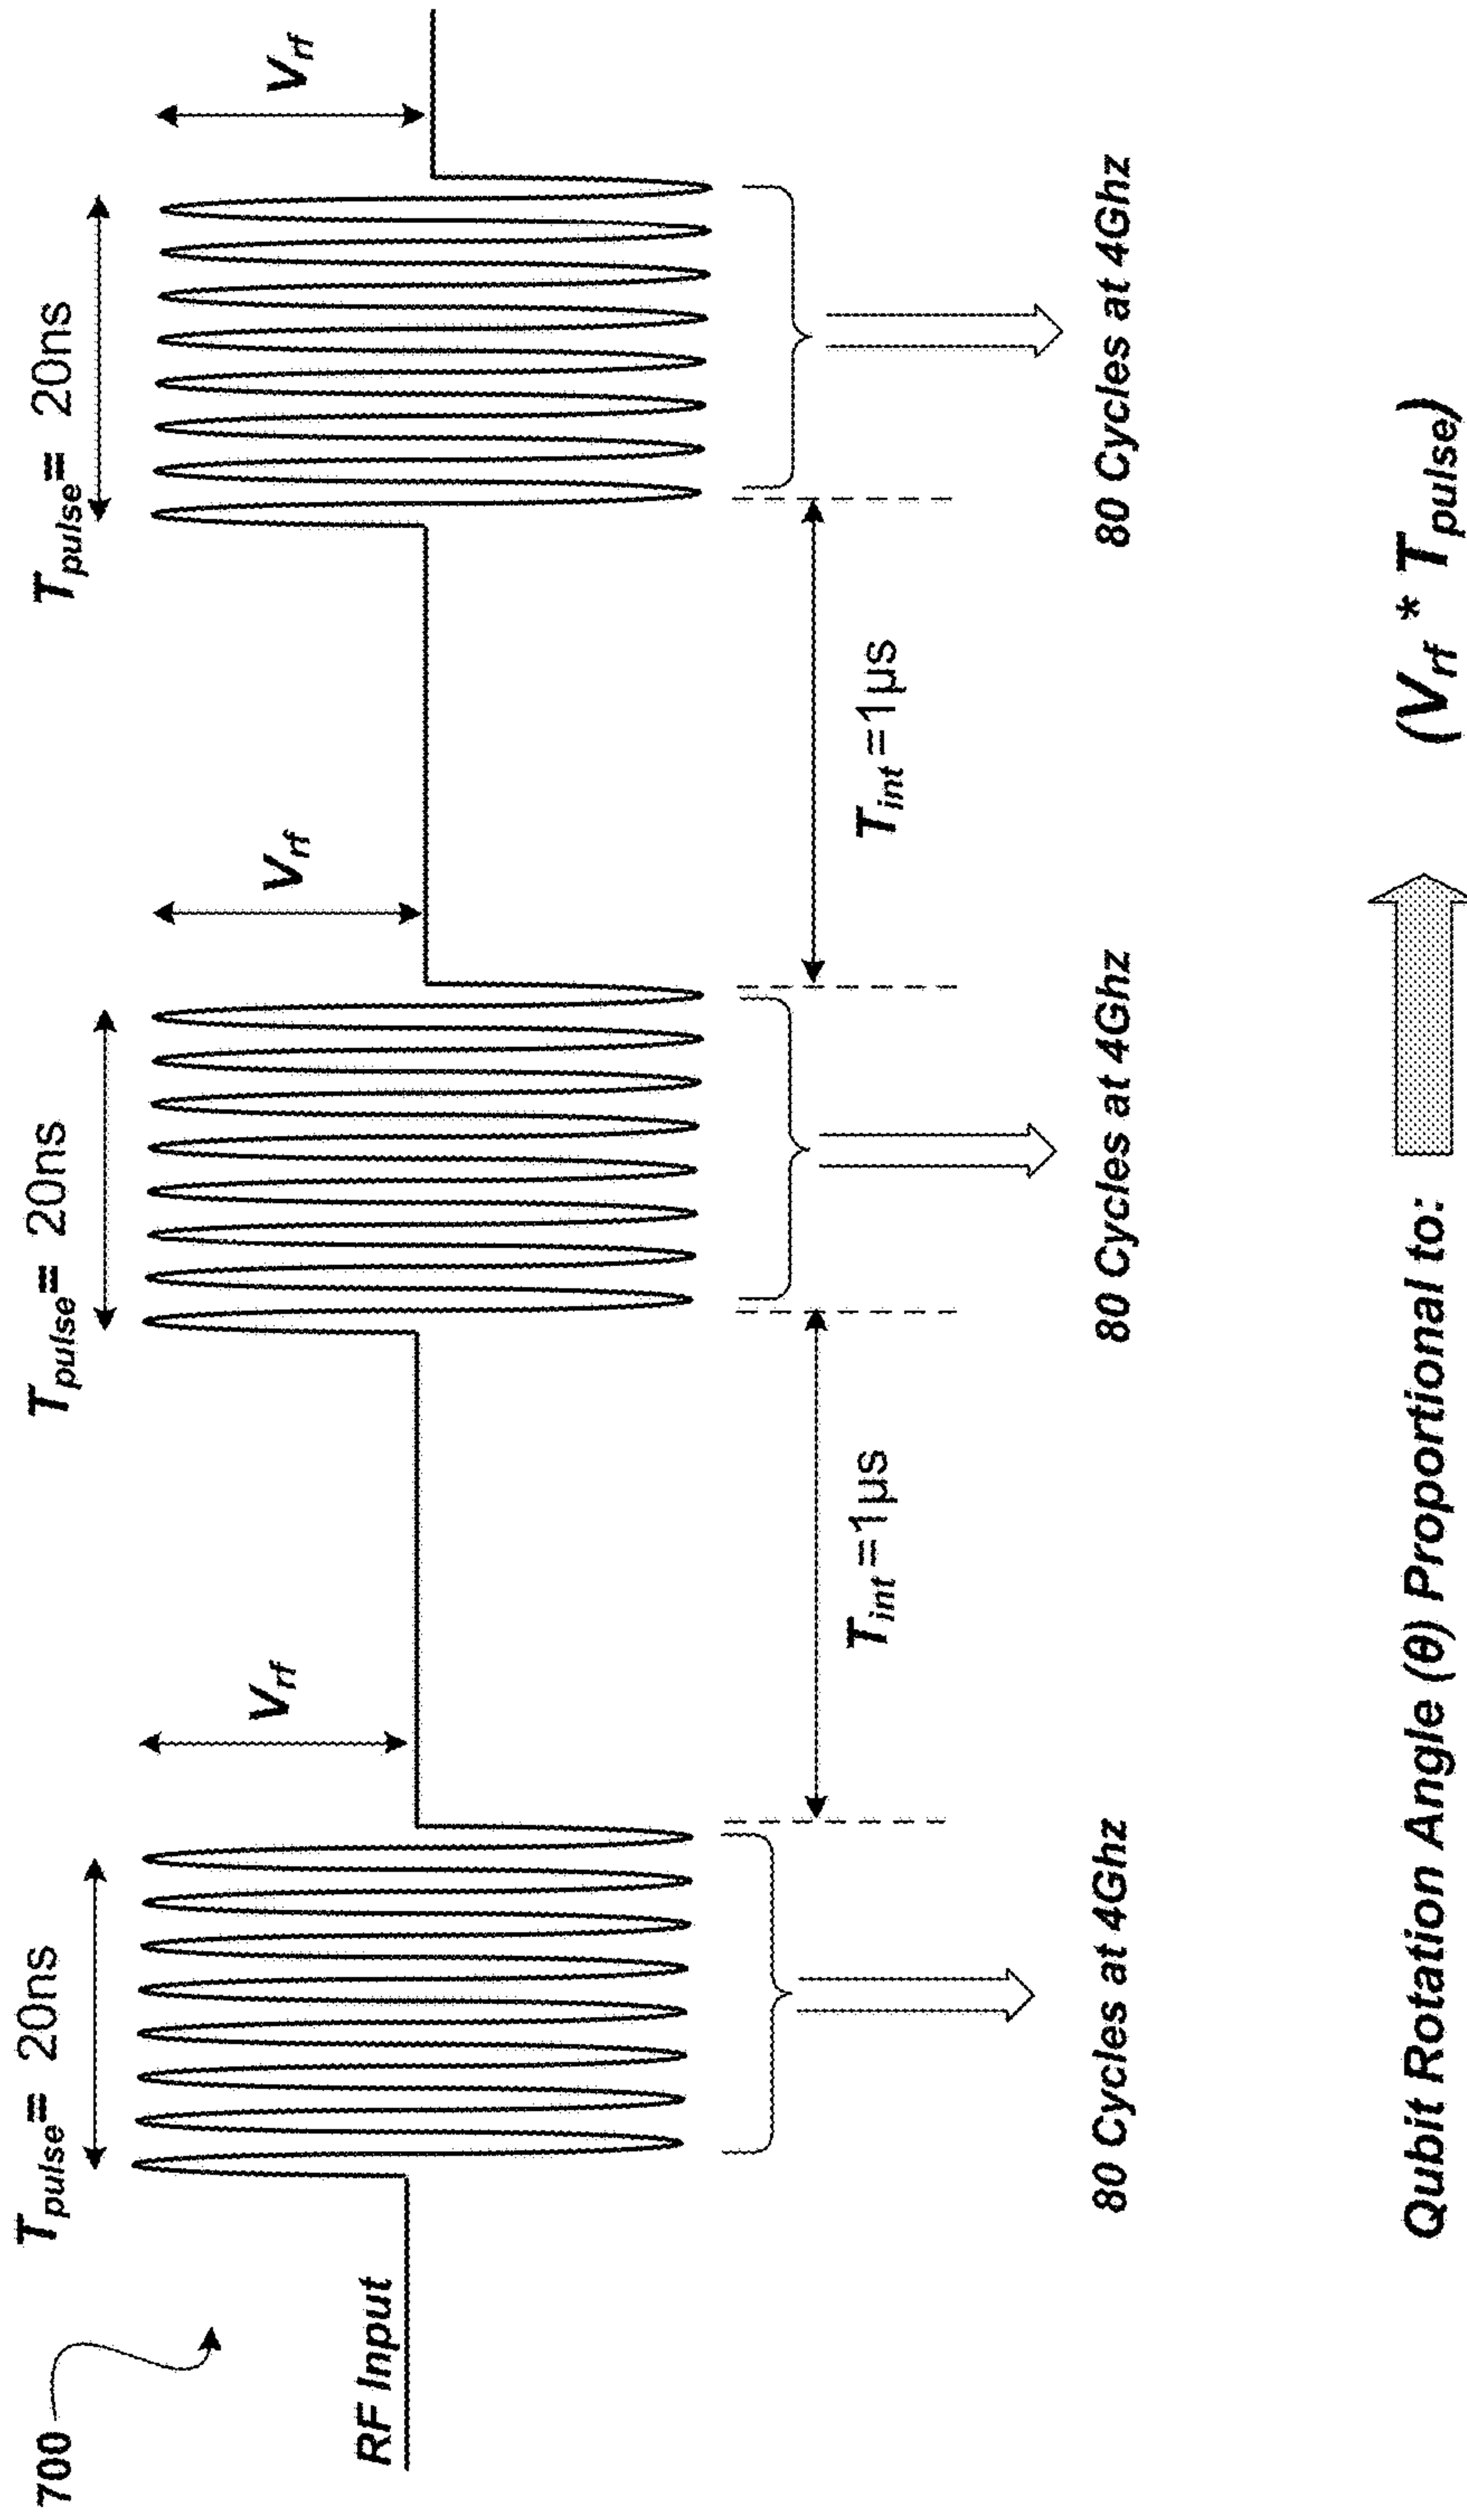 700
T_pulse= 20ns
T_pulse= 20ns
T_pulse= 20ns
RF Input
V_rf
V_rf
V_rf
T_int=1µs
T_int=1µs
80 Cycles at 4Ghz
80 Cycles at 4Ghz
80 Cycles at 4Ghz
Qubit Rotation Angle (θ) Proportional to: (V_rf * T_pulse)